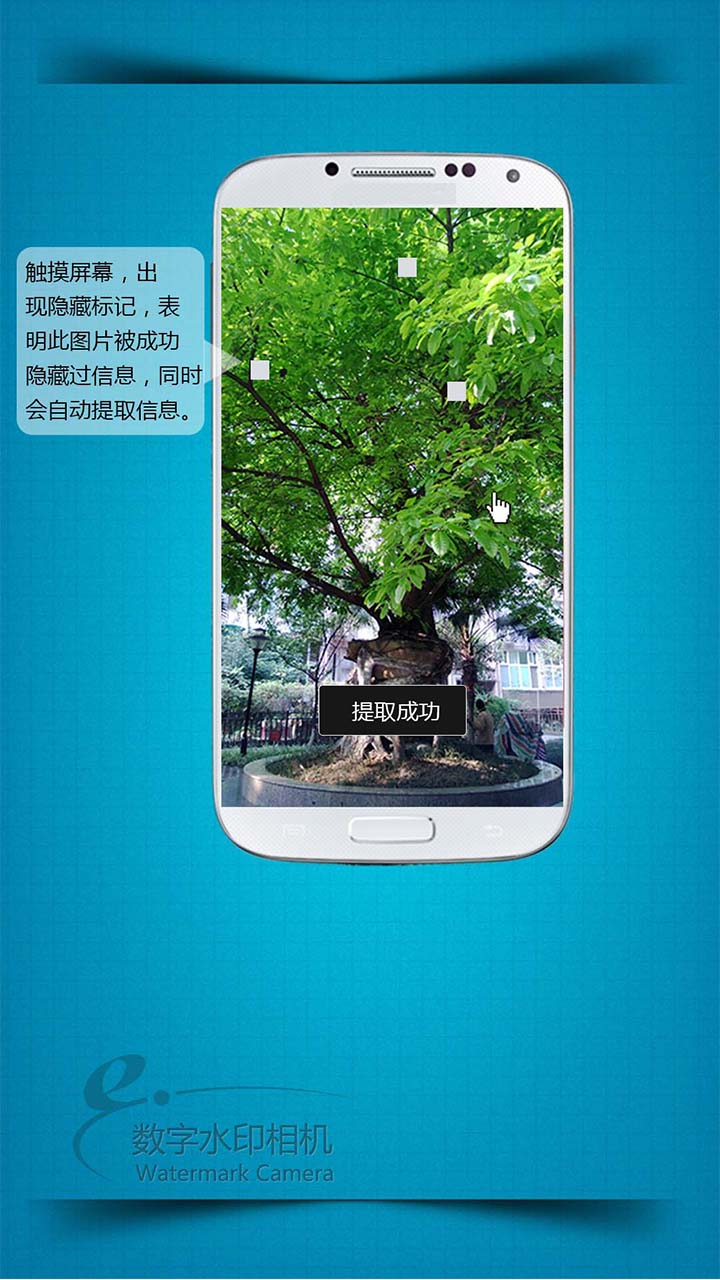 触摸屏幕，出
现隐藏标记，表
明此图片被成功
隐藏过信息，同时
会自动提取信息。
提取成功
数字水印相机
Watermark Camera